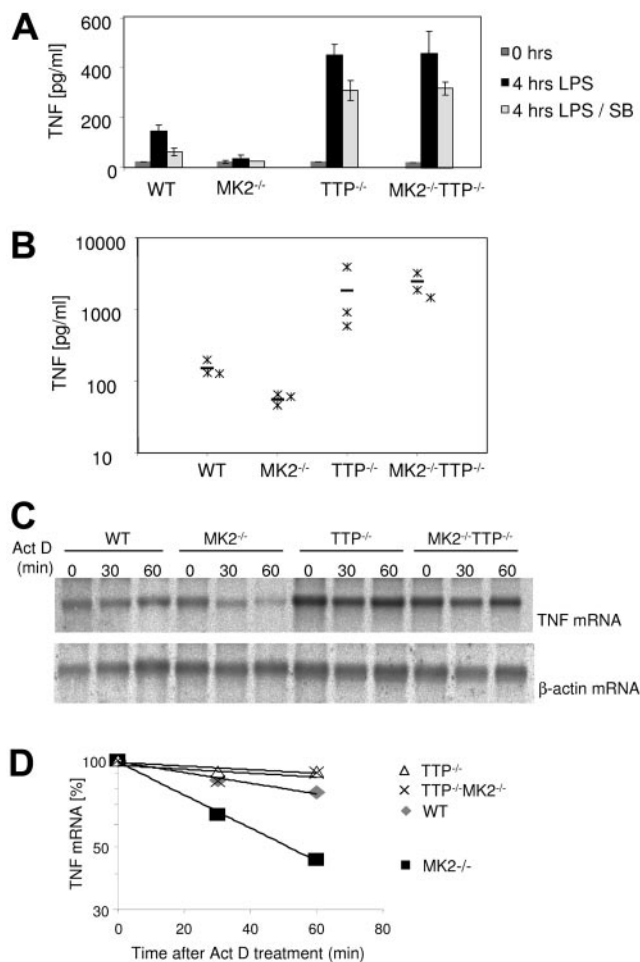 A
TNF [pg/ml]
600
400
200
0
WT
MK2-/-
TTP-/-
MK2-/-TTP-/-
0 hrs
4 hrs LPS
4 hrs LPS / SB
B
TNF [pg/ml]
10000
1000
100
10
WT
MK2-/-
TTP-/-
MK2-/-TTP-/-
C
WT
MK2-/-
TTP-/-
MK2-/-TTP-/-
Act D
(min)
0 30 60 0 30 60 0 30 60 0 30 60
TNF mRNA
β-actin mRNA
D
TNF mRNA [%]
100
50
30
0 20 40 60 80
Time after Act D treatment (min)
TTP-/-
TTP-/-MK2-/-
WT
MK2-/-